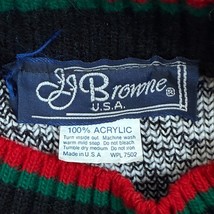 JJ Browne®
U.S.A.
100% ACRYLIC
Turn inside out. Machine wash
warm mild soap Do not bleach
Tumble dry medium. Do not iron
Made in U.S.A WPL 7502